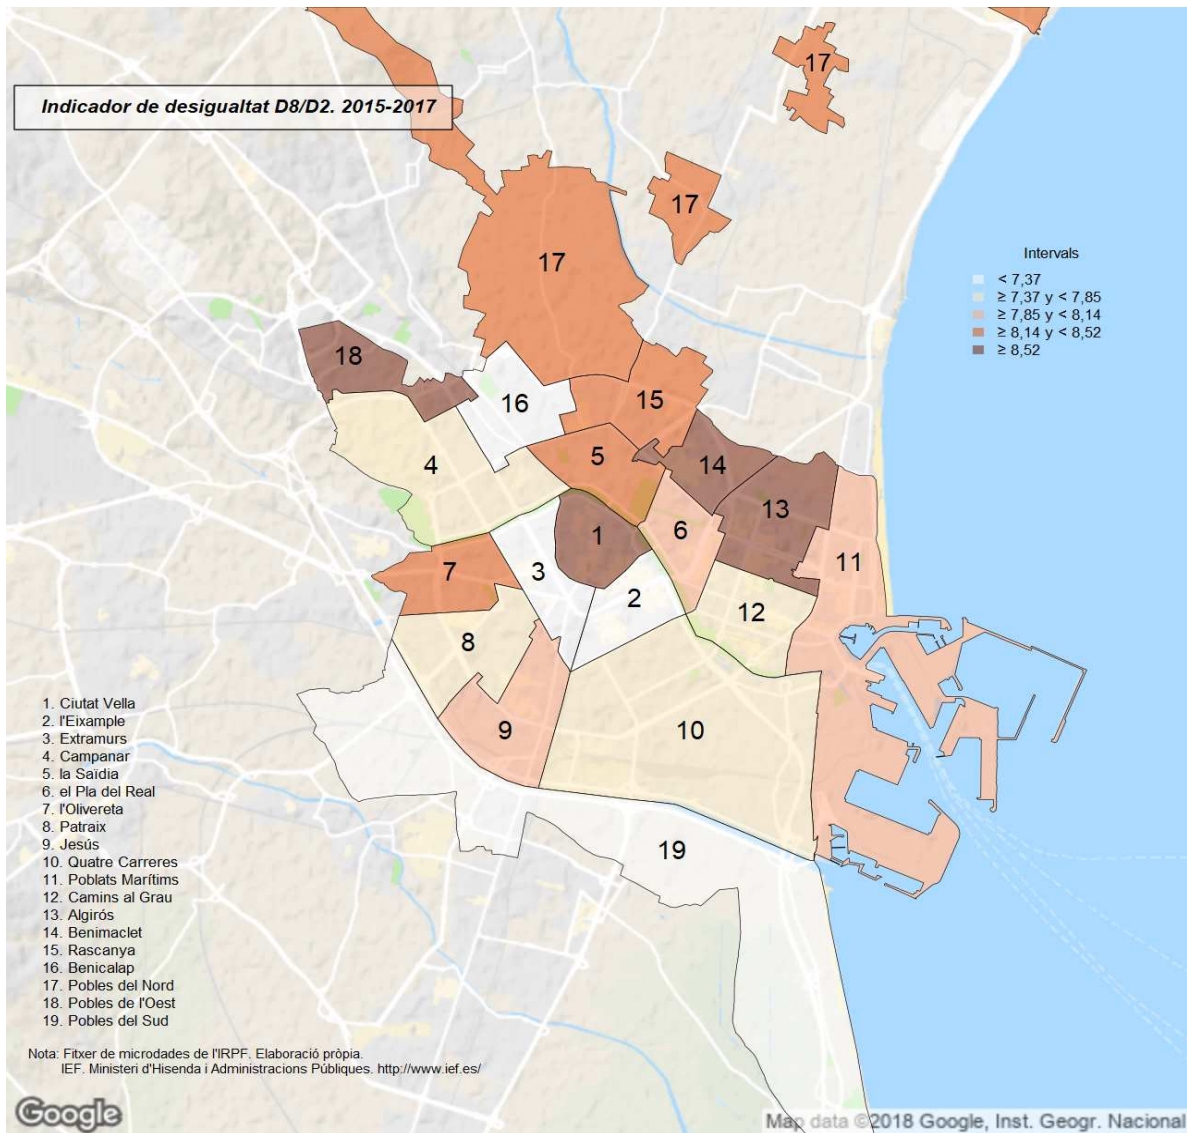 Indicador de desigualtat D8/D2. 2015-2017
17
17
17
Intervals
< 7,37
≥ 7,37 y < 7,85
≥ 7,85 y < 8,14
≥ 8,14 y < 8,52
≥ 8,52
18
16
15
4
5
14
13
1
6
11
7
3
2
12
8
9
10
19
1. Ciutat Vella
2. l'Eixample
3. Extramurs
4. Campanar
5. la Saïdia
6. el Pla del Real
7. l'Olivereta
8. Patraix
9. Jesús
10. Quatre Carreres
11. Poblats Marítims
12. Camins al Grau
13. Algirós
14. Benimaclet
15. Rascanya
16. Benicalap
17. Pobles del Nord
18. Pobles de l'Oest
19. Pobles del Sud
Nota: Fitxer de microdades de l'IRPF. Elaboració pròpia.
IEF. Ministeri d'Hisenda i Administracions Públiques. http://www.ief.es/
Google
Map data ©2018 Google, Inst. Geogr. Nacional